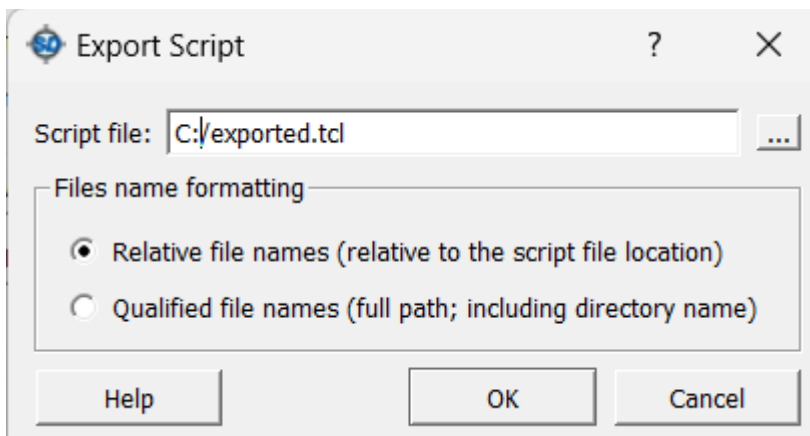 Export Script
Script file: C:/exported.tcl ...
Files name formatting
Relative file names (relative to the script file location)
Qualified file names (full path; including directory name)
Help OK Cancel